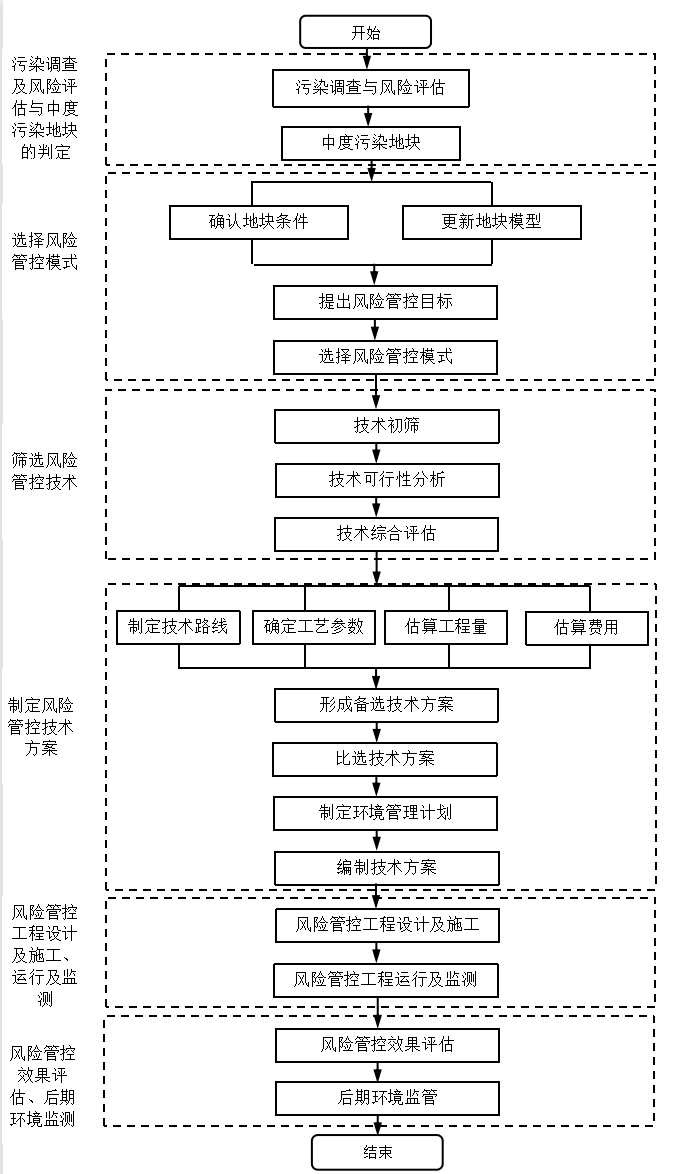 开始
污染调查
及风险评
估与中度
污染地块
的判定
污染调查与风险评估
中度污染地块
选择风险
管控模式
确认地块条件
更新地块模型
提出风险管控目标
选择风险管控模式
筛选风险
管控技术
技术初筛
技术可行性分析
技术综合评估
制定风险
管控技术
方案
制定技术路线
确定工艺参数
估算工程量
估算费用
形成备选技术方案
比选技术方案
制定环境管理计划
编制技术方案
风险管控
工程设计
及施工、
运行及监
测
风险管控工程设计及施工
风险管控工程运行及监测
风险管控
效果评
估、后期
环境监测
风险管控效果评估
后期环境监管
结束